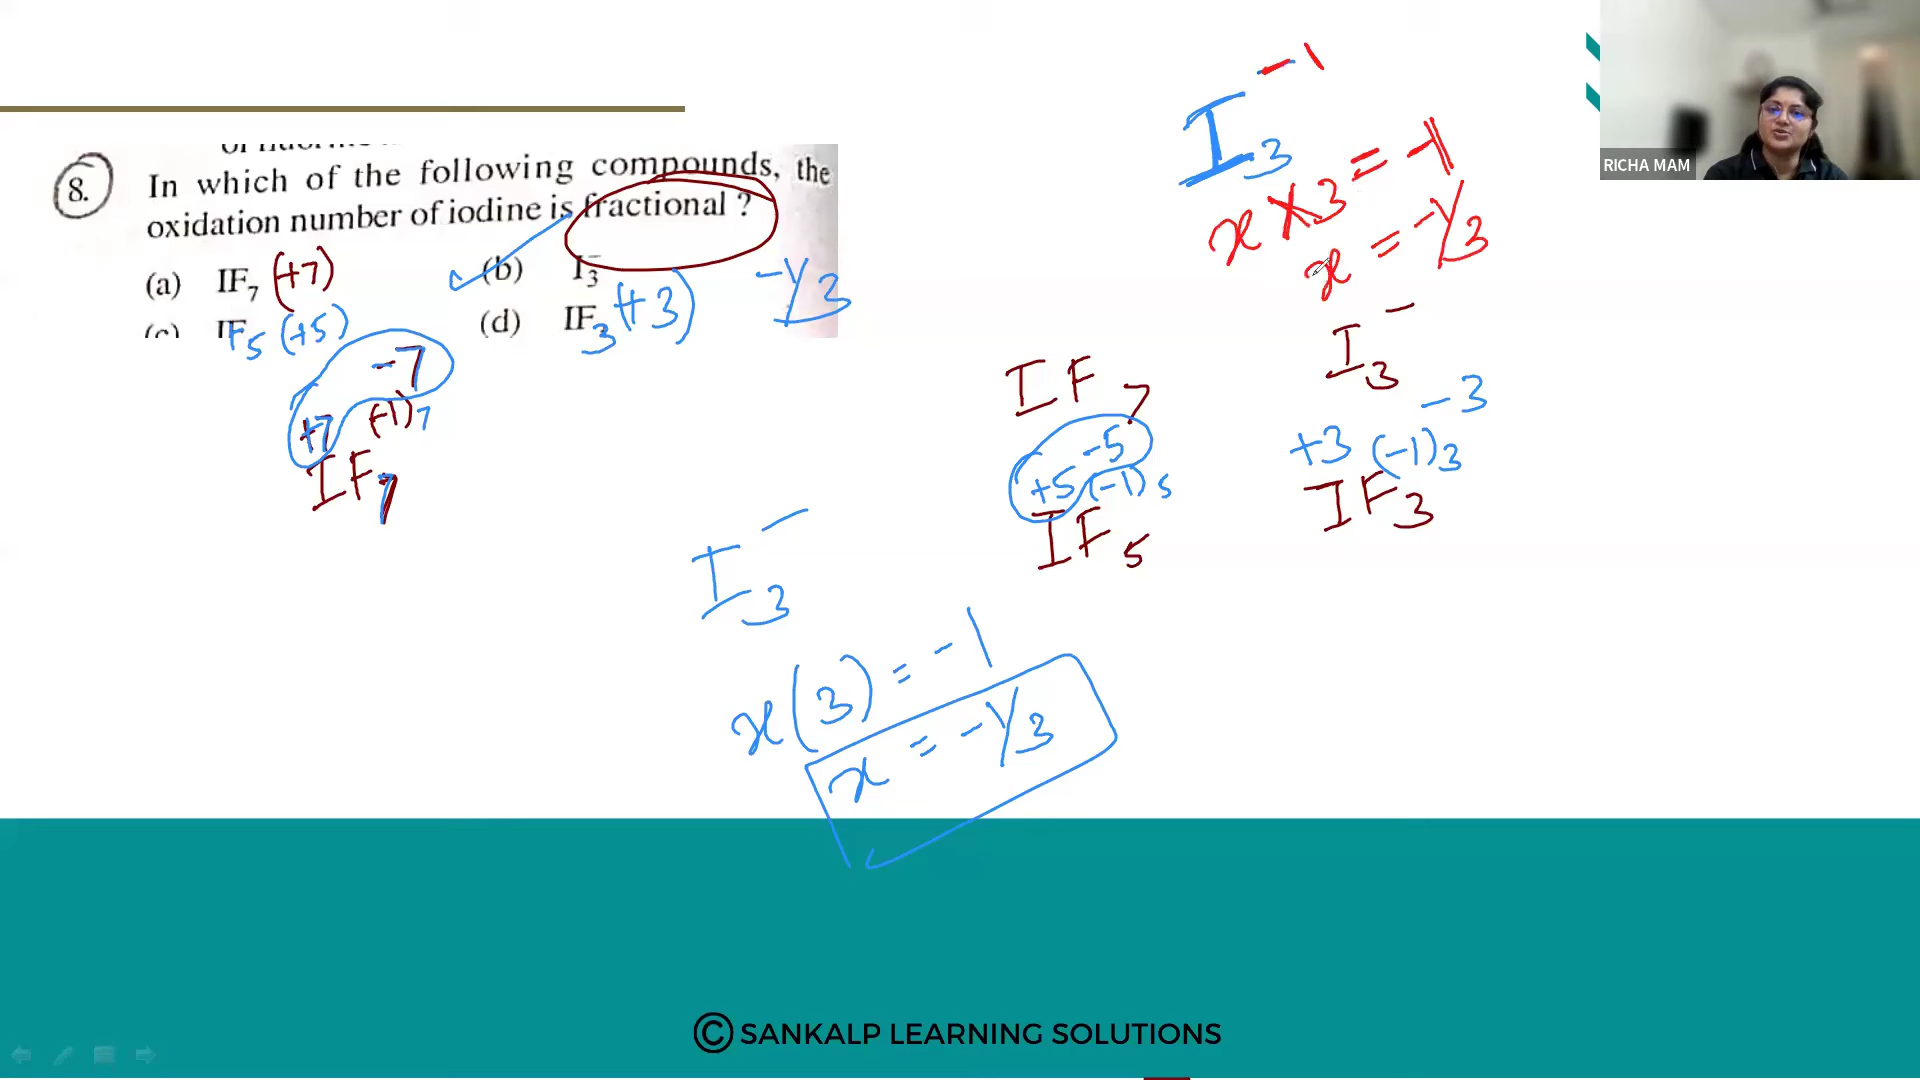 8. In which of the following compounds, the
oxidation number of iodine is fractional ?
(a) IF7 (+7) (b) I3- -1/3
(c) IF5 (+5) (d) IF3 (+3)
-7
+7 (-1)7
IF7
I3-
x(3) = -1
x = -1/3
IF7
-5
+5 (-1)5
IF5
I3 -1
x X 3 = -1
x = -1/3
I3-
-3
+3 (-1)3
IF3
RICHA MAM
© SANKALP LEARNING SOLUTIONS